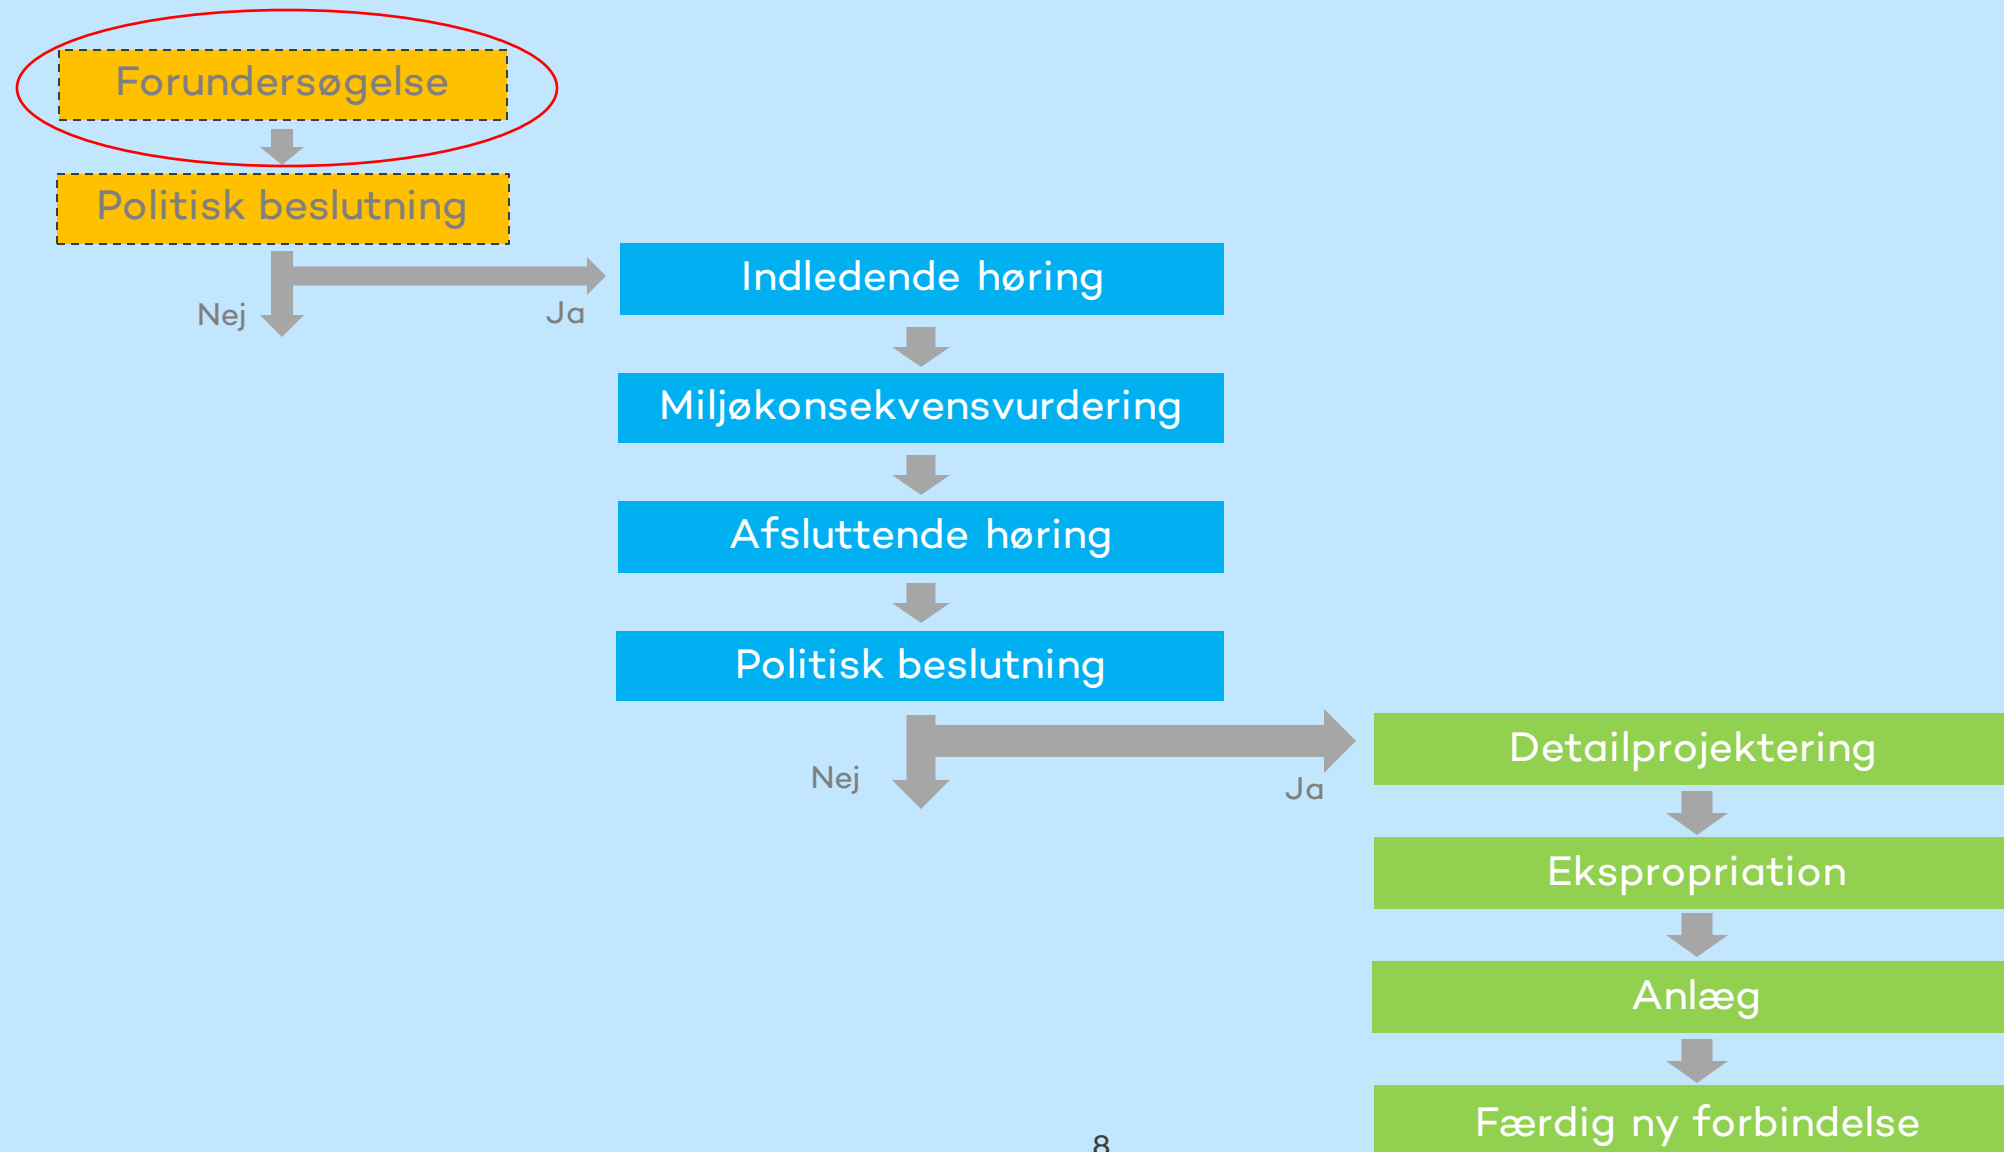 Forundersøgelse
Politisk beslutning
Nej
Ja
Indledende høring
Miljøkonsekvensvurdering
Afsluttende høring
Politisk beslutning
Nej
Ja
Detailprojektering
Ekspropriation
Anlæg
Færdig ny forbindelse
8